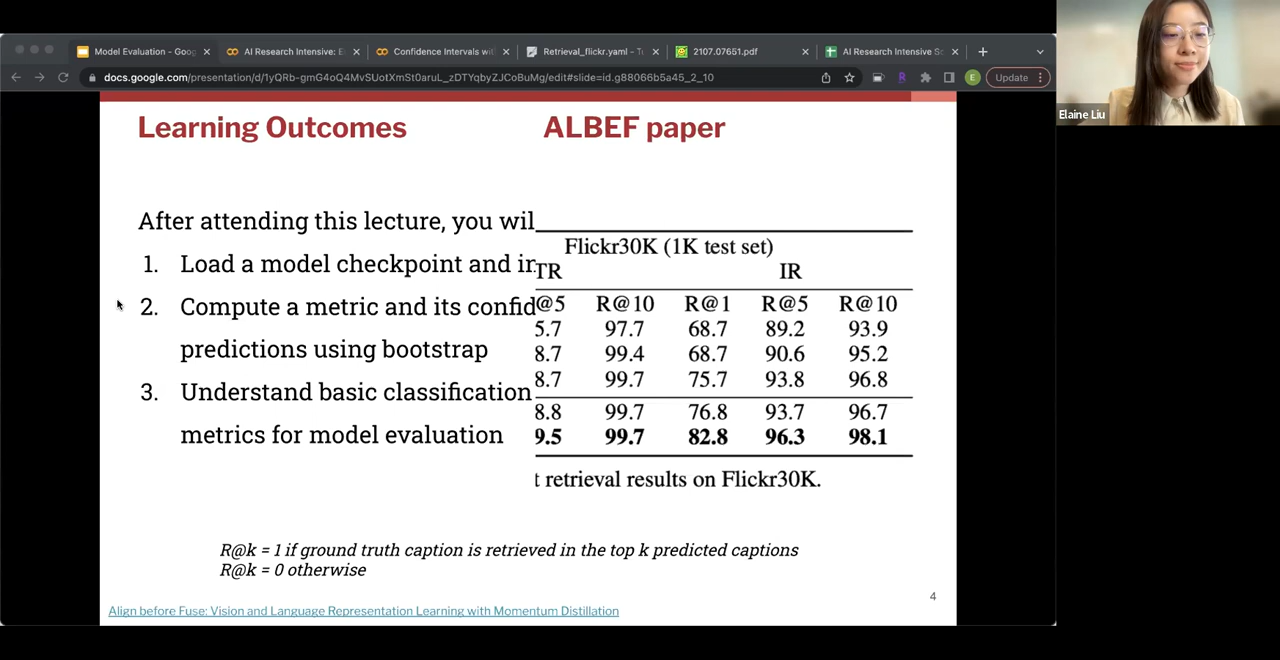 Model Evaluation - Goog
AI Research Intensive: E
Confidence Intervals wit
Retrieval_flickr.yaml - T
2107.07651.pdf
AI Research Intensive Sc
docs.google.com/presentation/d/1yQRb-gmG4oQ4MvSUotXmSt0aruL_zDTYqbyZJCoBuMg/edit#slide=id.g88066b5a45_2_10
R
E
Update
Elaine Liu
Learning Outcomes
ALBEF paper
After attending this lecture, you wil
1. Load a model checkpoint and in
2. Compute a metric and its confid
predictions using bootstrap
3. Understand basic classification
metrics for model evaluation
Flickr30K (1K test set)
TR IR
@5 R@10 R@1 R@5 R@10
5.7 97.7 68.7 89.2 93.9
8.7 99.4 68.7 90.6 95.2
8.7 99.7 75.7 93.8 96.8
8.8 99.7 76.8 93.7 96.7
9.5 99.7 82.8 96.3 98.1
t retrieval results on Flickr30K.
R@k = 1 if ground truth caption is retrieved in the top k predicted captions
R@k = 0 otherwise
4
Align before Fuse: Vision and Language Representation Learning with Momentum Distillation